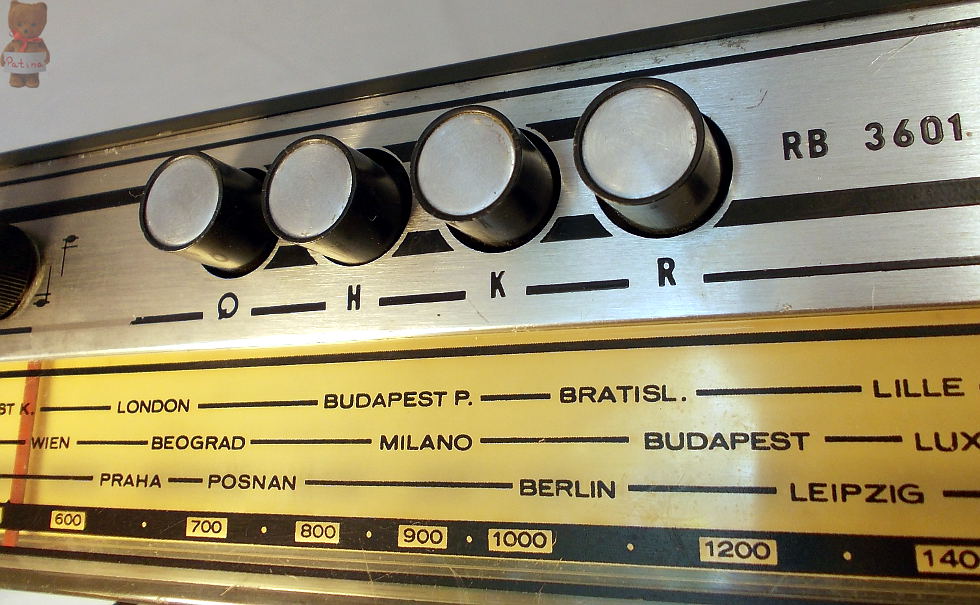 Patina
RB 3601
Q H K R
ST K. LONDON BUDAPEST P. BRATISL. LILLE
WIEN BEOGRAD MILANO BUDAPEST LUX
PRAHA POSNAN BERLIN LEIPZIG
600 700 800 900 1000 1200 140